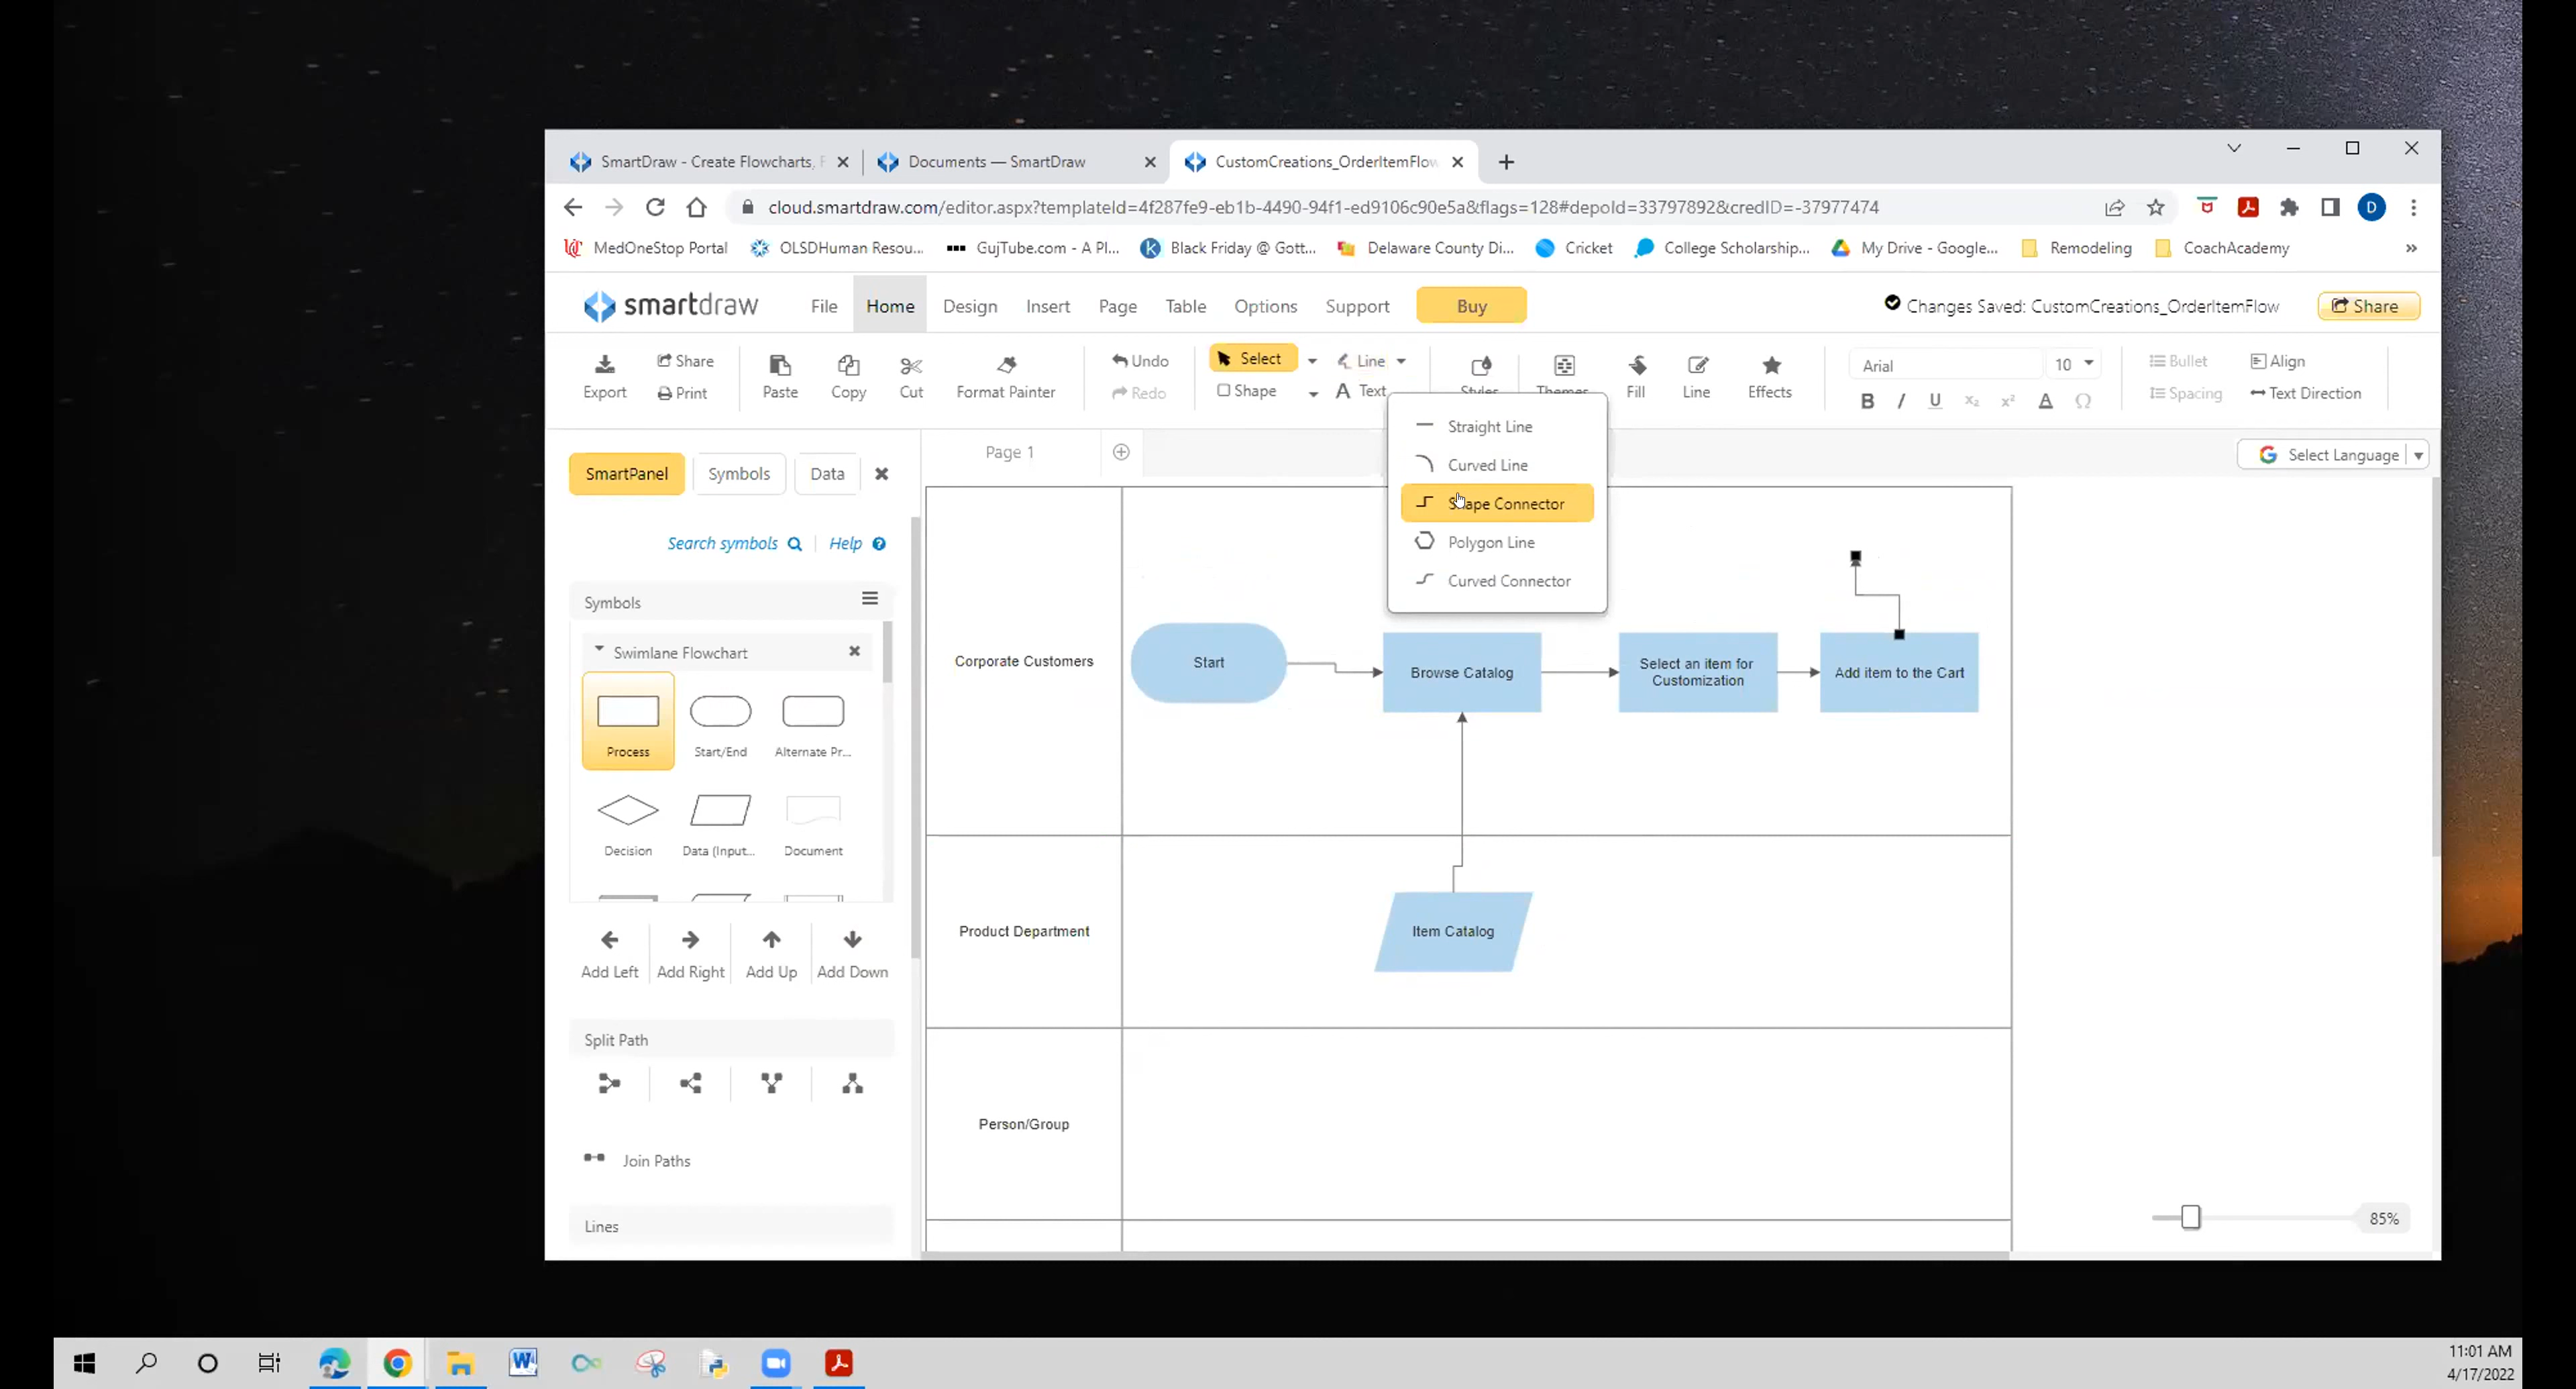 SmartDraw - Create Flowcharts, F
Documents — SmartDraw
CustomCreations_OrderItemFlow
cloud.smartdraw.com/editor.aspx?templateId=4f287fe9-eb1b-4490-94f1-ed9106c90e5a&flags=128#depoId=33797892&credID=-37977474
D
MedOneStop Portal
OLSDHuman Resou...
GujTube.com - A Pl...
Black Friday @ Gott...
Delaware County Di...
Cricket
College Scholarship...
My Drive - Google...
Remodeling
CoachAcademy
»
smartdraw
File
Home
Design
Insert
Page
Table
Options
Support
Buy
Changes Saved: CustomCreations_OrderItemFlow
Share
Export
Share
Print
Paste
Copy
Cut
Format Painter
Undo
Redo
Select
Shape
Line
A Text
Styles
Themes
Fill
Line
Effects
Arial
10
B I U x₂ x² A Ω
Bullet
Spacing
Align
Text Direction
Straight Line
Curved Line
Shape Connector
Polygon Line
Curved Connector
Page 1
Select Language
SmartPanel
Symbols
Data
Search symbols
Help
Symbols
Swimlane Flowchart
Process
Start/End
Alternate Pr...
Decision
Data (Input...
Document
Add Left
Add Right
Add Up
Add Down
Split Path
Join Paths
Lines
Corporate Customers
Start
Browse Catalog
Select an item for
Customization
Add item to the Cart
Product Department
Item Catalog
Person/Group
85%
11:01 AM
4/17/2022